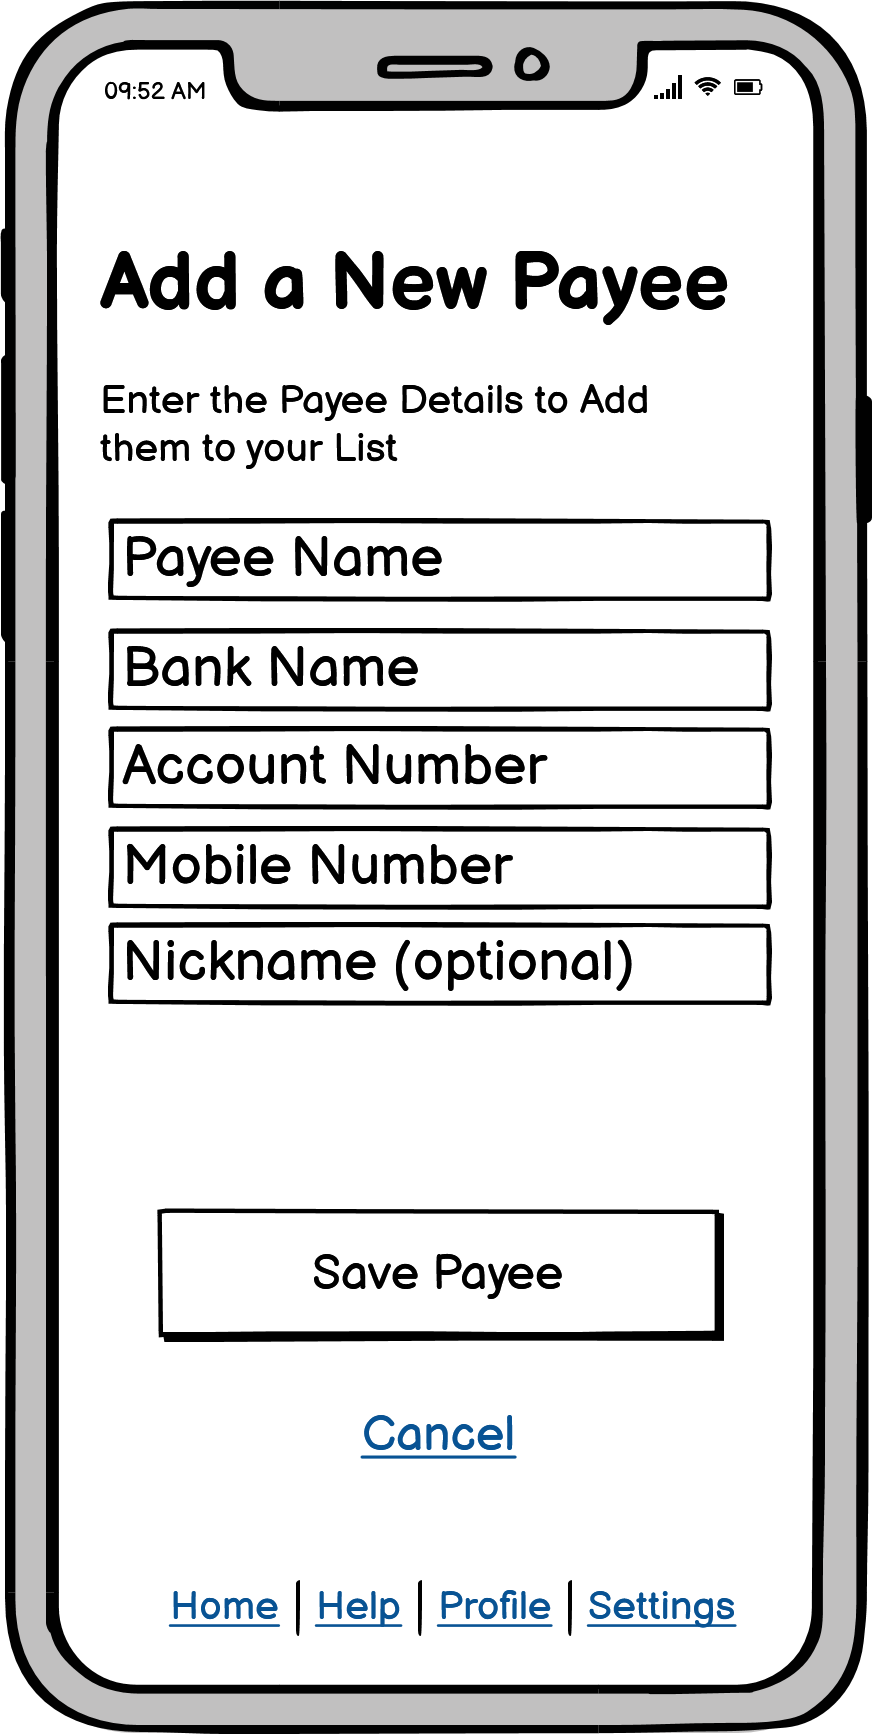 09:52 AM
Add a New Payee
Enter the Payee Details to Add
them to your List
Payee Name
Bank Name
Account Number
Mobile Number
Nickname (optional)
Save Payee
Cancel
Home | Help | Profile | Settings